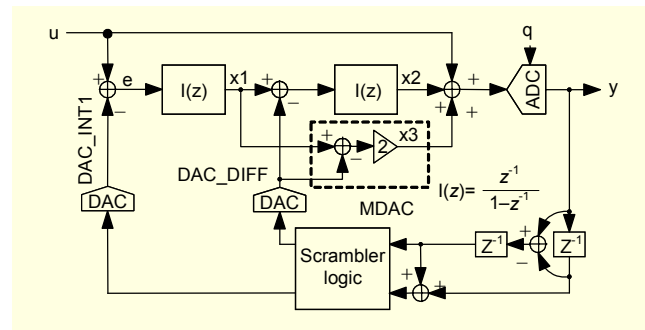 u
q
+
e
I(z)
x1
+
I(z)
x2
+
+
ADC
y
−
−
+
+
DAC_INT1
+
−
2
x3
DAC_DIFF
MDAC
I(z)= z⁻¹ / 1−z⁻¹
DAC
DAC
Scrambler
logic
Z⁻¹
+
−
Z⁻¹
+
+